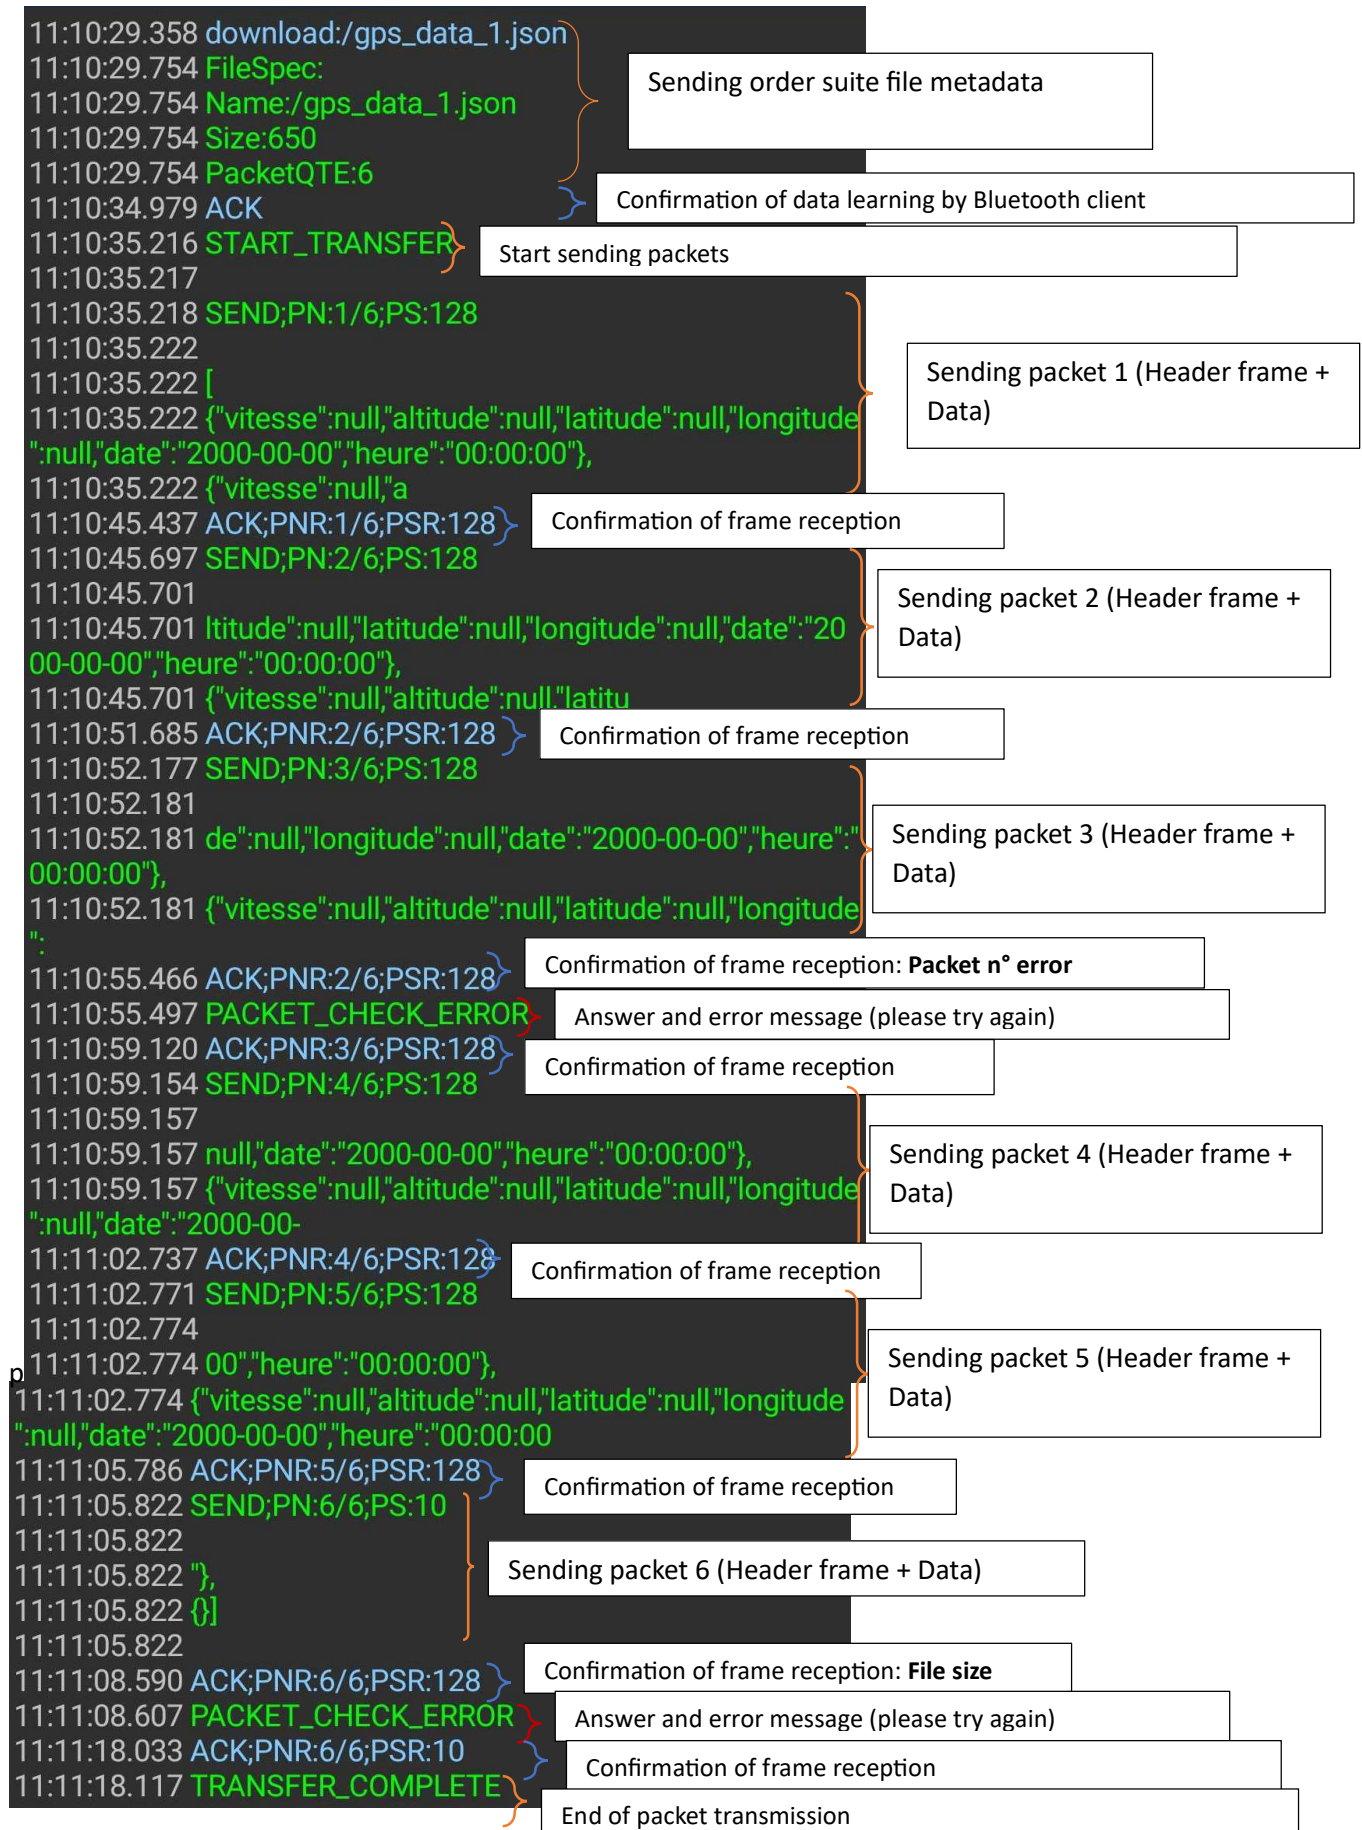 11:10:29.358 download:/gps_data_1.json
11:10:29.754 FileSpec:
11:10:29.754 Name:/gps_data_1.json
Sending order suite file metadata
11:10:29.754 Size:650
11:10:29.754 PacketQTE:6
11:10:34.979 ACK
Confirmation of data learning by Bluetooth client
11:10:35.216 START_TRANSFER
Start sending packets
11:10:35.217
11:10:35.218 SEND;PN:1/6;PS:128
11:10:35.222
11:10:35.222 [
11:10:35.222 {"vitesse":null,"altitude":null,"latitude":null,"longitude
":null,"date":"2000-00-00","heure":"00:00:00"},
11:10:35.222 {"vitesse":null,"a
Sending packet 1 (Header frame +
Data)
11:10:45.437 ACK;PNR:1/6;PSR:128
Confirmation of frame reception
11:10:45.697 SEND;PN:2/6;PS:128
11:10:45.701
11:10:45.701 ltitude":null,"latitude":null,"longitude":null,"date":"20
00-00-00","heure":"00:00:00"},
11:10:45.701 {"vitesse":null,"altitude":null,"latitu
Sending packet 2 (Header frame +
Data)
11:10:51.685 ACK;PNR:2/6;PSR:128
Confirmation of frame reception
11:10:52.177 SEND;PN:3/6;PS:128
11:10:52.181
11:10:52.181 de":null,"longitude":null,"date":"2000-00-00","heure":"
00:00:00"},
11:10:52.181 {"vitesse":null,"altitude":null,"latitude":null,"longitude
":
Sending packet 3 (Header frame +
Data)
11:10:55.466 ACK;PNR:2/6;PSR:128
Confirmation of frame reception: Packet n° error
11:10:55.497 PACKET_CHECK_ERROR
Answer and error message (please try again)
11:10:59.120 ACK;PNR:3/6;PSR:128
Confirmation of frame reception
11:10:59.154 SEND;PN:4/6;PS:128
11:10:59.157
11:10:59.157 null,"date":"2000-00-00","heure":"00:00:00"},
11:10:59.157 {"vitesse":null,"altitude":null,"latitude":null,"longitude
":null,"date":"2000-00-
Sending packet 4 (Header frame +
Data)
11:11:02.737 ACK;PNR:4/6;PSR:128
Confirmation of frame reception
11:11:02.771 SEND;PN:5/6;PS:128
11:11:02.774
p
11:11:02.774 00","heure":"00:00:00"},
11:11:02.774 {"vitesse":null,"altitude":null,"latitude":null,"longitude
":null,"date":"2000-00-00","heure":"00:00:00
Sending packet 5 (Header frame +
Data)
11:11:05.786 ACK;PNR:5/6;PSR:128
Confirmation of frame reception
11:11:05.822 SEND;PN:6/6;PS:10
11:11:05.822
11:11:05.822 "},
11:11:05.822 {}]
11:11:05.822
Sending packet 6 (Header frame + Data)
11:11:08.590 ACK;PNR:6/6;PSR:128
Confirmation of frame reception: File size
11:11:08.607 PACKET_CHECK_ERROR
Answer and error message (please try again)
11:11:18.033 ACK;PNR:6/6;PSR:10
Confirmation of frame reception
11:11:18.117 TRANSFER_COMPLETE
End of packet transmission